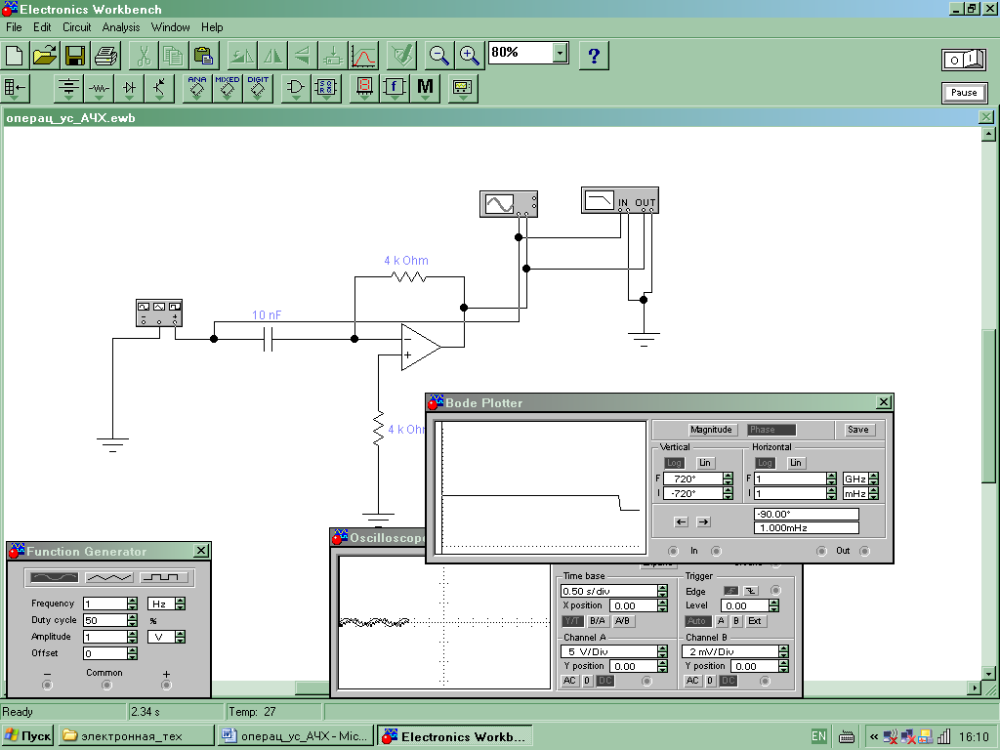 Electronics Workbench
File Edit Circuit Analysis Window Help
80%
?
O I
ANA MIXED DIGIT
f M
Pause
операц_ус_АЧХ.ewb
IN OUT
4 k Ohm
10 nF
4 k Ohm
Bode Plotter
Magnitude Phase Save
Vertical Horizontal
Log Lin Log Lin
F 720° F 1 GHz
I -720° I 1 mHz
-90.00°
1.000mHz
In Out
Function Generator
Frequency 1 Hz
Duty cycle 50 %
Amplitude 1 V
Offset 0
Common
− +
Oscilloscope
Time base Trigger
0.50 s/div Edge
X position 0.00 Level 0.00
Y/T B/A A/B Auto A B Ext
Channel A Channel B
5 V/Div 2 mV/Div
Y position 0.00 Y position 0.00
AC 0 DC AC 0 DC
Ready 2.34 s Temp: 27
Пуск электронная_тех операц_ус_АЧХ - Mic... Electronics Workb... EN « 16:10